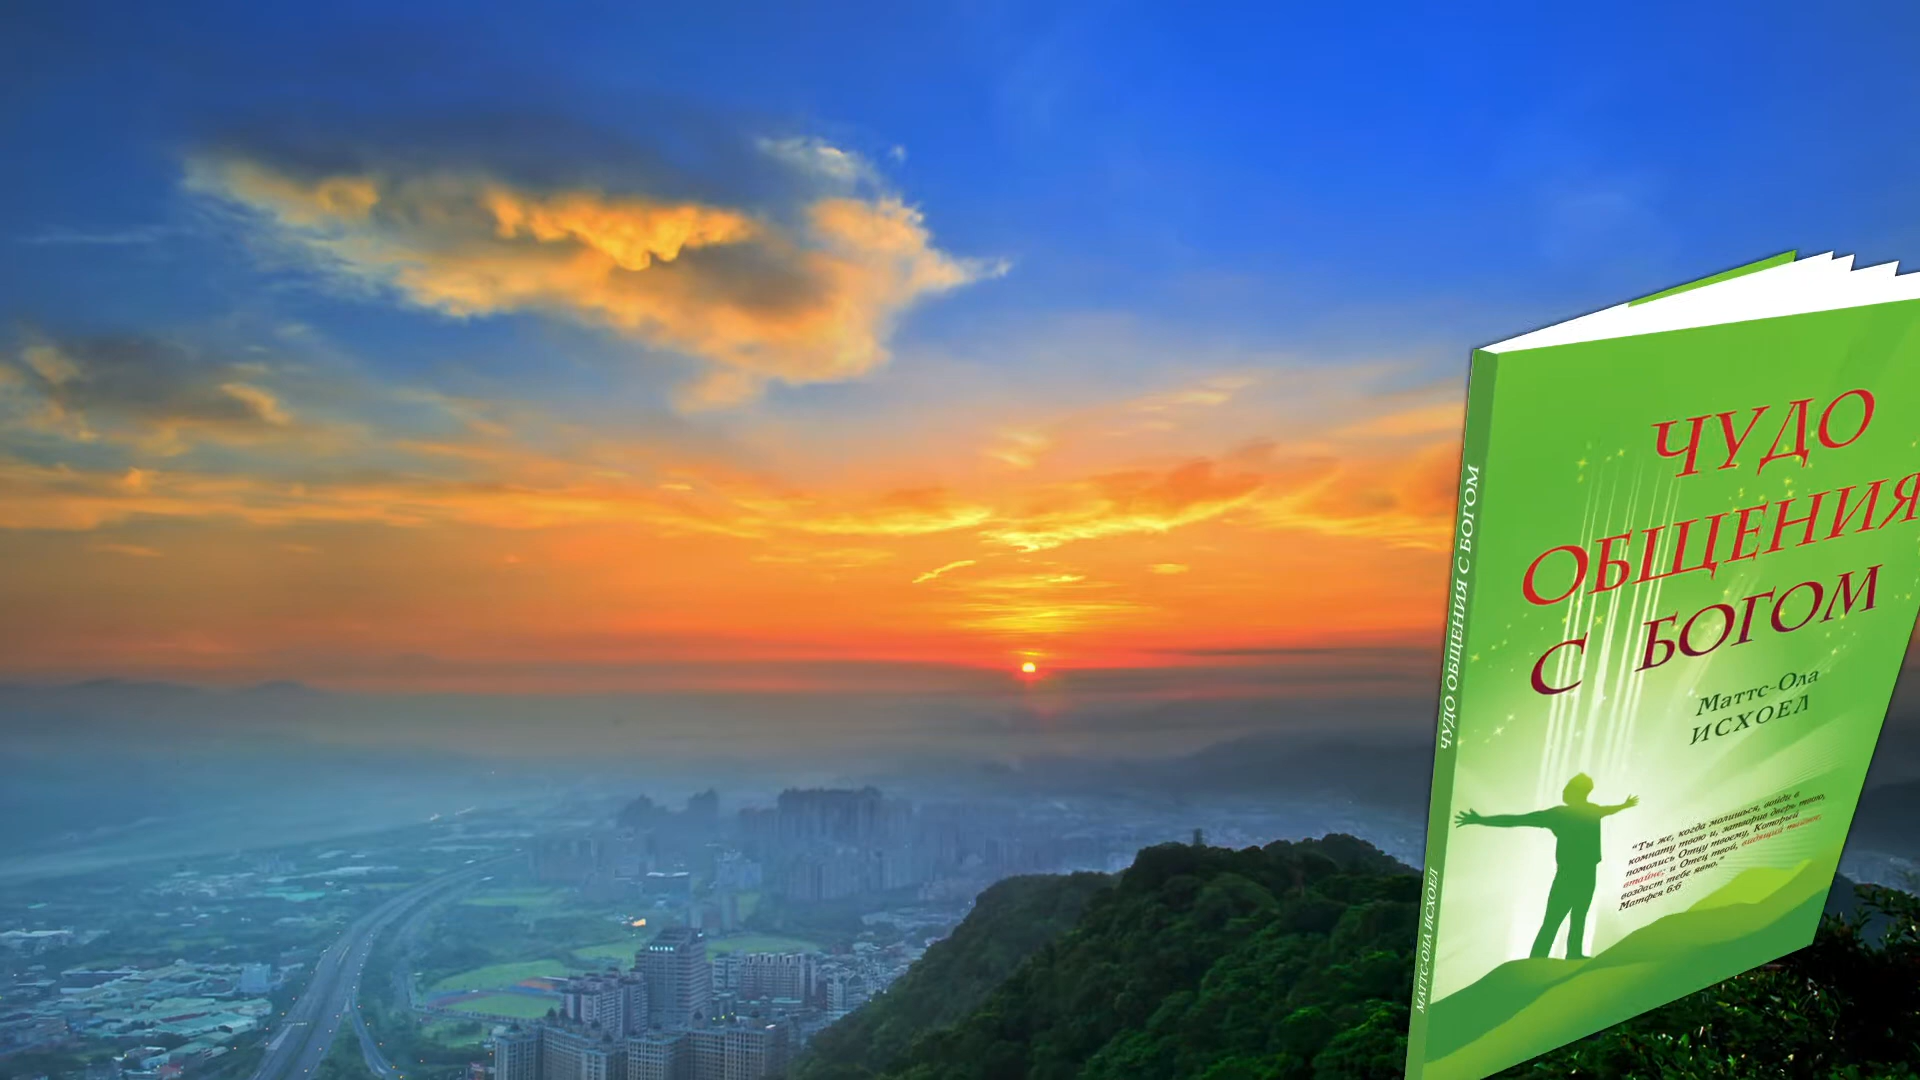 ЧУДО
ОБЩЕНИЯ
С БОГОМ
Маттс-Ола
ИСХОЕЛ
"Ты же, когда молишься, войди в
комнату твою и, затворив дверь твою,
помолись Отцу твоему, Который
втайне; и Отец твой, видящий тайное,
воздаст тебе явно."
Матфея 6:6
ЧУДО ОБЩЕНИЯ С БОГОМ
МАТТС-ОЛА ИСХОЕЛ